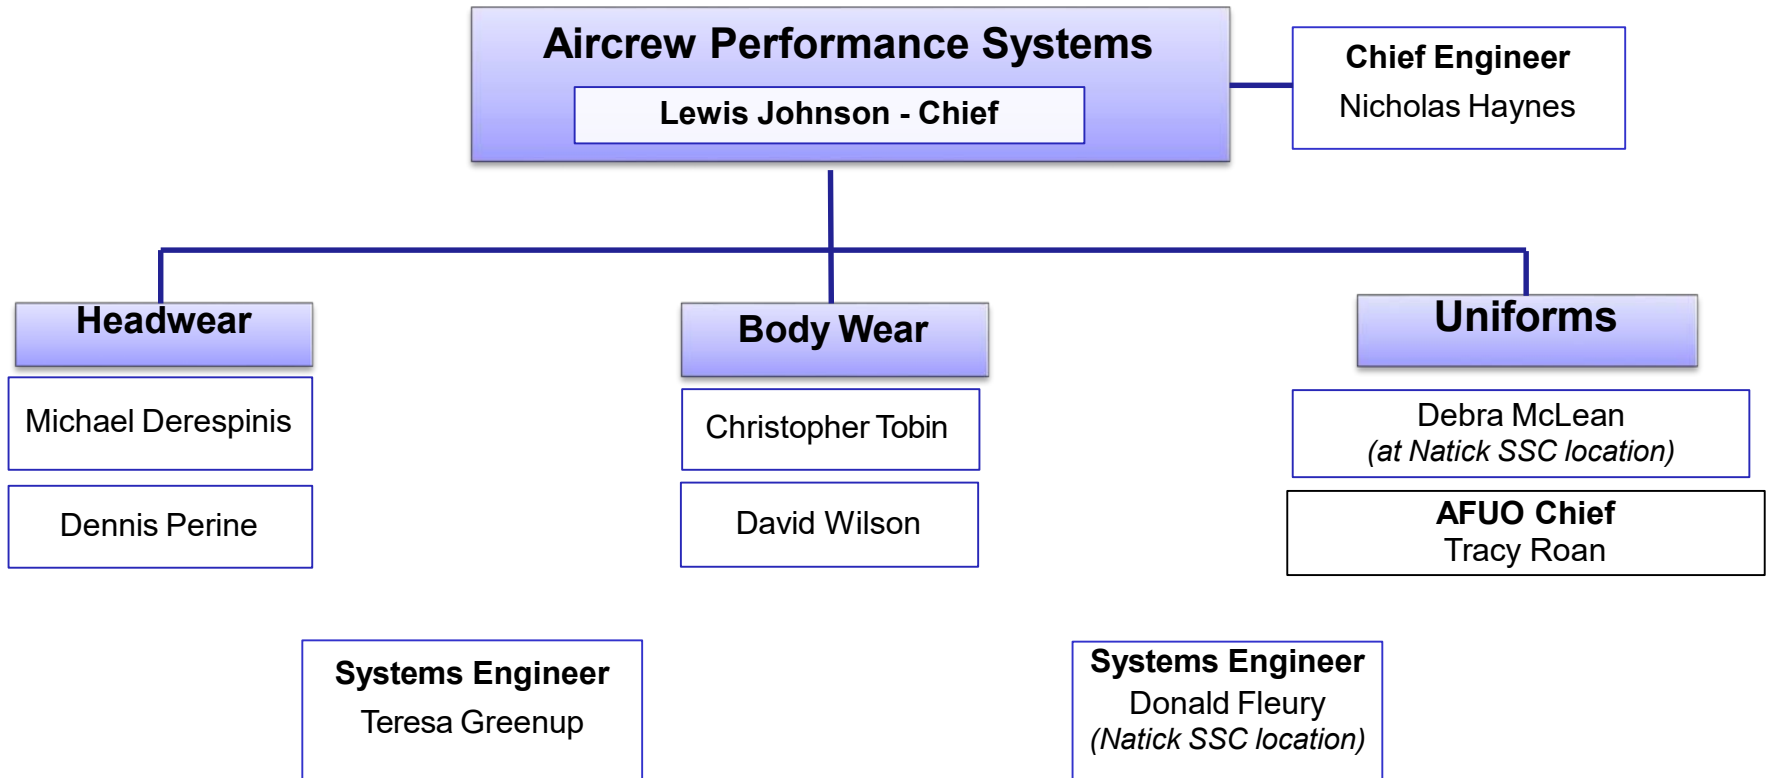 Aircrew Performance Systems
Lewis Johnson - Chief
Chief Engineer
Nicholas Haynes
Headwear
Michael Derespinis
Dennis Perine
Body Wear
Christopher Tobin
David Wilson
Uniforms
Debra McLean
(at Natick SSC location)
AFUO Chief
Tracy Roan
Systems Engineer
Teresa Greenup
Systems Engineer
Donald Fleury
(Natick SSC location)